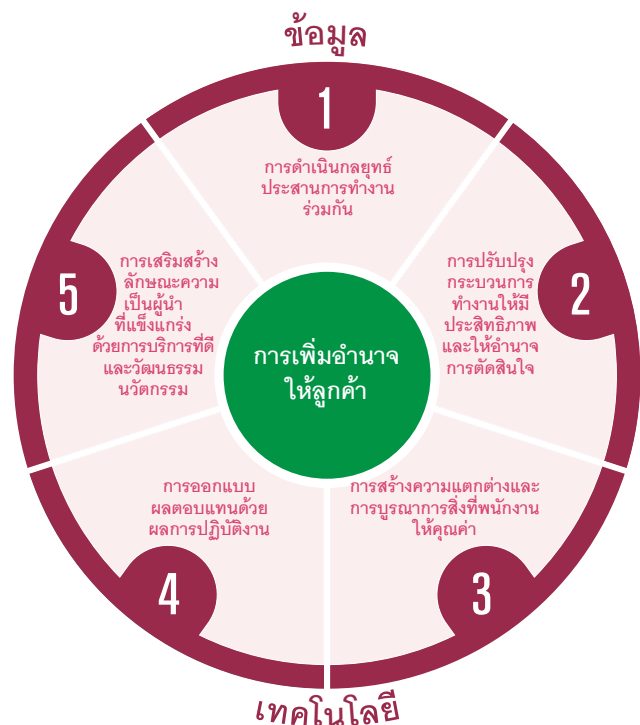 ข้อมูล
1
การดำเนินกลยุทธ์
ประสานการทำงาน
ร่วมกัน
2
การปรับปรุง
กระบวนการ
ทำงานให้มี
ประสิทธิภาพ
และให้อำนาจ
การตัดสินใจ
3
การสร้างความแตกต่างและ
การบูรณาการสิ่งที่พนักงาน
ให้คุณค่า
4
การออกแบบ
ผลตอบแทนด้วย
ผลการปฏิบัติงาน
5
การเสริมสร้าง
ลักษณะความ
เป็นผู้นำ
ที่แข็งแกร่ง
ด้วยการบริการที่ดี
และวัฒนธรรม
นวัตกรรม
การเพิ่มอำนาจ
ให้ลูกค้า
เทคโนโลยี